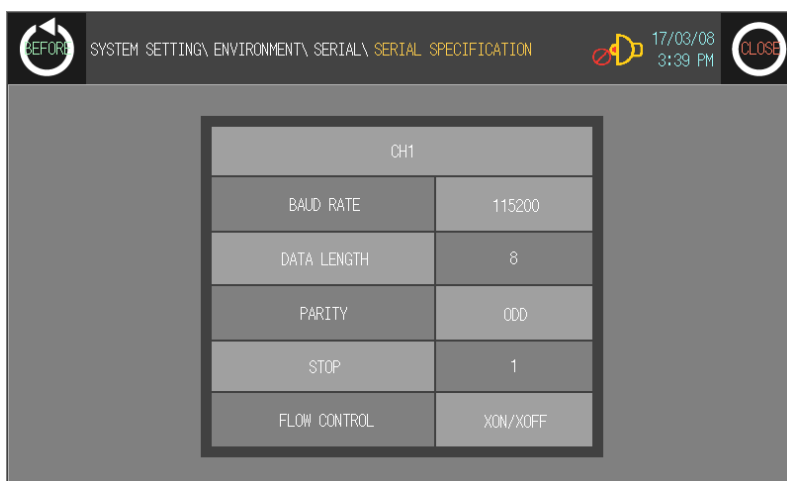 BEFORE
SYSTEM SETTING\ ENVIRONMENT\ SERIAL\ SERIAL SPECIFICATION
17/03/08
3:39 PM
CLOSE
CH1
BAUD RATE 115200
DATA LENGTH 8
PARITY ODD
STOP 1
FLOW CONTROL XON/XOFF